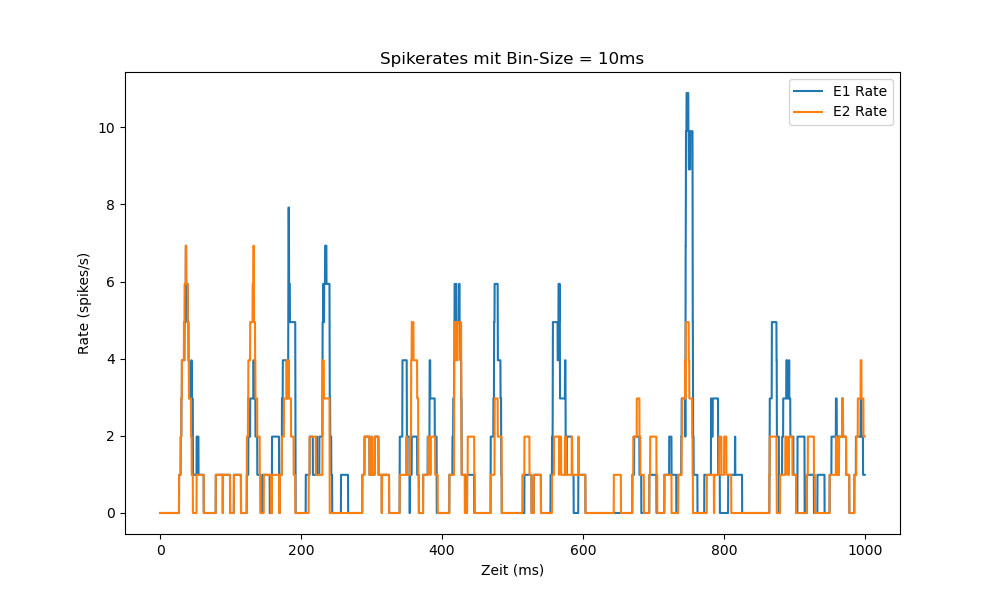 Spikerates mit Bin-Size = 10ms
E1 Rate
E2 Rate
10
8
6
4
2
0
Rate (spikes/s)
0 200 400 600 800 1000
Zeit (ms)